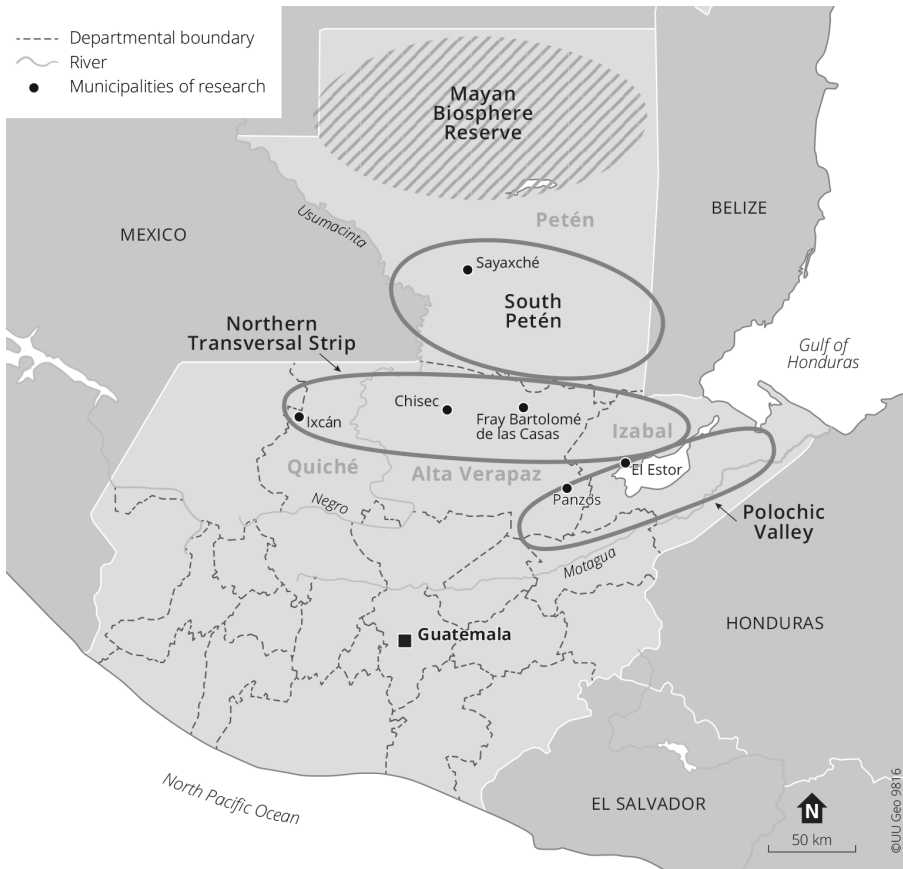 Departmental boundary
River
Municipalities of research
Mayan
Biosphere
Reserve
Petén
BELIZE
MEXICO
Usumacinta
Sayaxché
South
Petén
Northern
Transversal Strip
Gulf of
Honduras
Chisec
Ixcán
Fray Bartolomé
de las Casas
Izabal
Quiché
Alta Verapaz
El Estor
Panzós
Negro
Polochic
Valley
Motagua
Guatemala
HONDURAS
North Pacific Ocean
EL SALVADOR
N
50 km
©UU Geo 9816